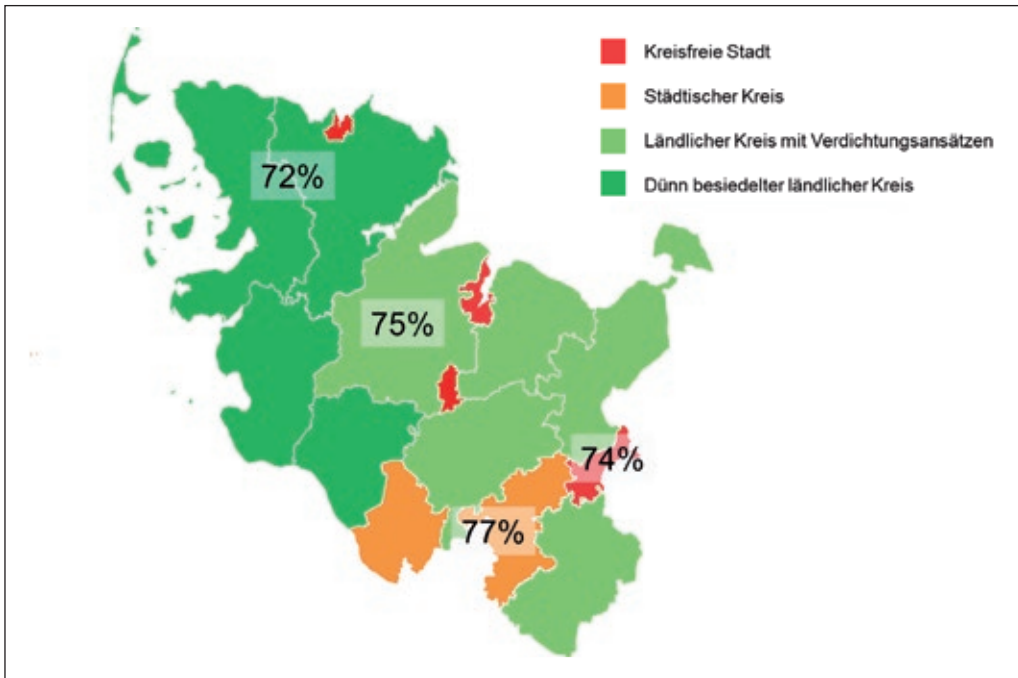 Kreisfreie Stadt
Städtischer Kreis
Ländlicher Kreis mit Verdichtungsansätzen
Dünn besiedelter ländlicher Kreis
72%
75%
74%
77%